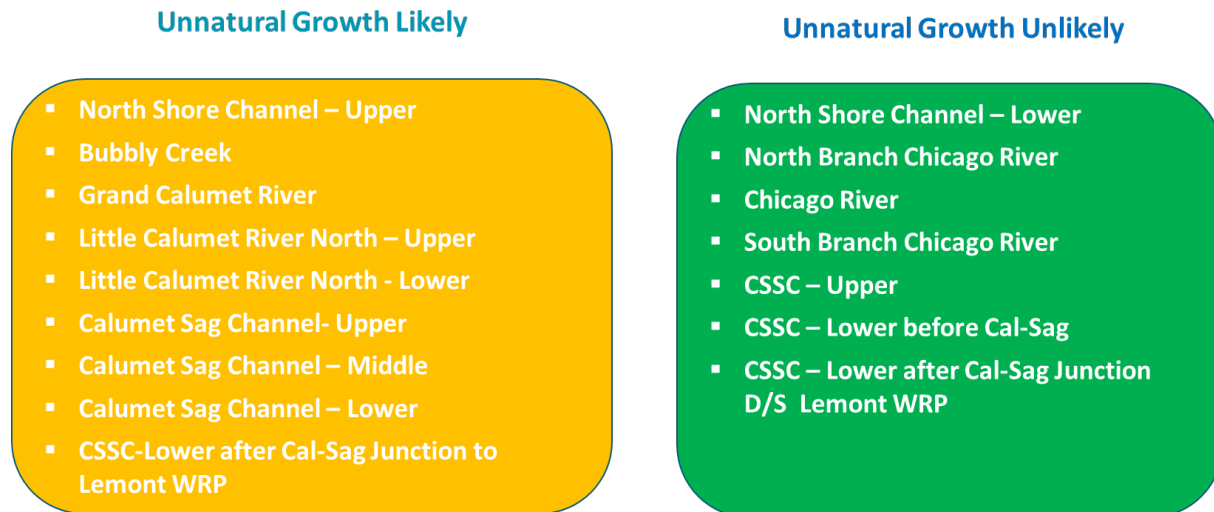 Unnatural Growth Likely
▪ North Shore Channel – Upper
▪ Bubbly Creek
▪ Grand Calumet River
▪ Little Calumet River North – Upper
▪ Little Calumet River North - Lower
▪ Calumet Sag Channel- Upper
▪ Calumet Sag Channel – Middle
▪ Calumet Sag Channel – Lower
▪ CSSC-Lower after Cal-Sag Junction to
Lemont WRP
Unnatural Growth Unlikely
▪ North Shore Channel – Lower
▪ North Branch Chicago River
▪ Chicago River
▪ South Branch Chicago River
▪ CSSC – Upper
▪ CSSC – Lower before Cal-Sag
▪ CSSC – Lower after Cal-Sag Junction
D/S Lemont WRP